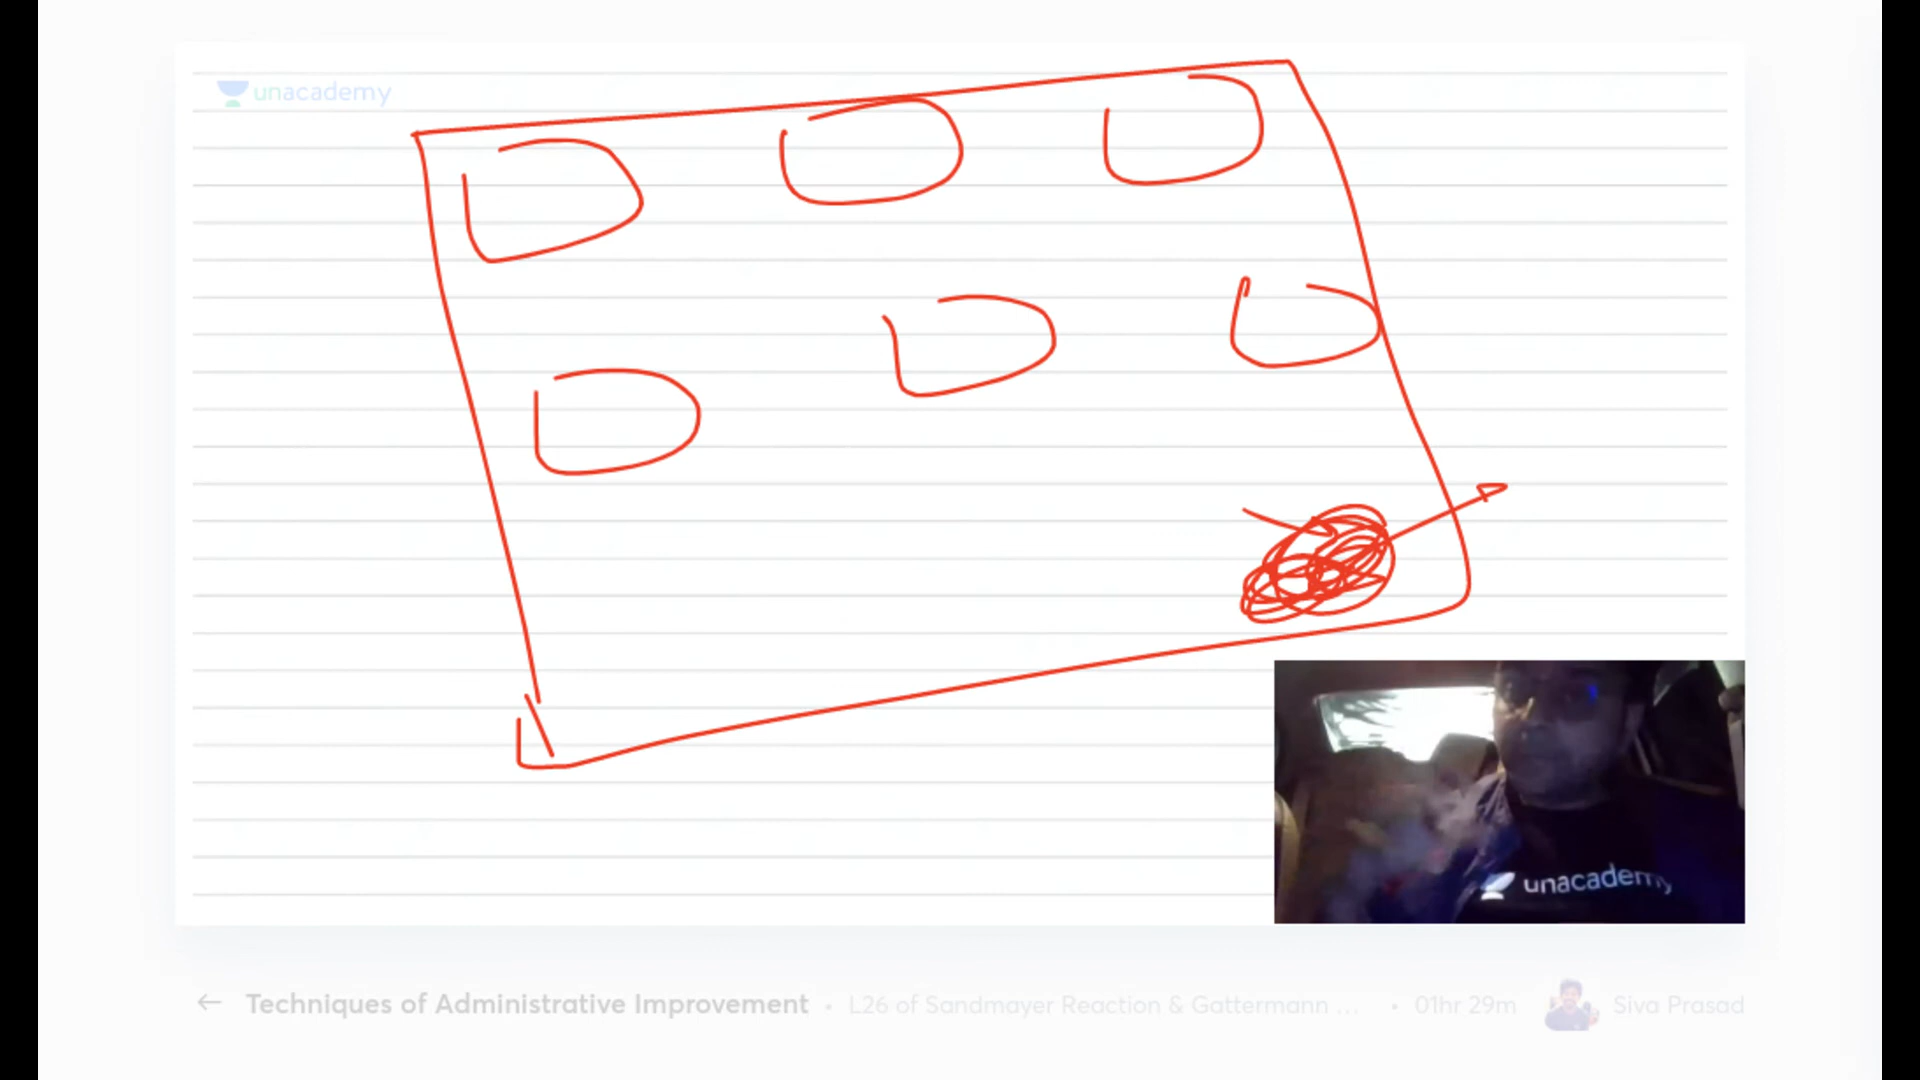 unacademy
unacademy
Techniques of Administrative Improvement • L26 of Sandmayer Reaction & Gattermann ... • 01hr 29m Siva Prasad